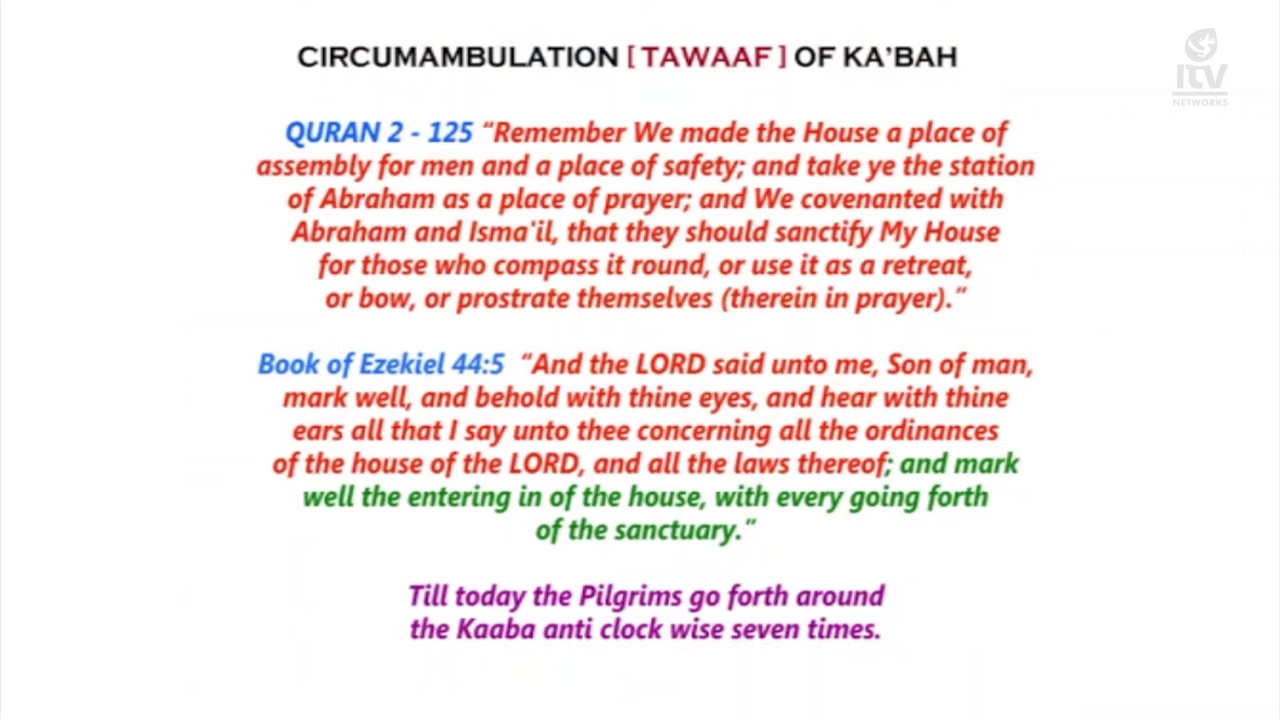 CIRCUMAMBULATION [ TAWAAF ] OF KA’BAH
ITV
NETWORKS
QURAN 2 - 125 “Remember We made the House a place of
assembly for men and a place of safety; and take ye the station
of Abraham as a place of prayer; and We covenanted with
Abraham and Isma'il, that they should sanctify My House
for those who compass it round, or use it as a retreat,
or bow, or prostrate themselves (therein in prayer).”
Book of Ezekiel 44:5 “And the LORD said unto me, Son of man,
mark well, and behold with thine eyes, and hear with thine
ears all that I say unto thee concerning all the ordinances
of the house of the LORD, and all the laws thereof; and mark
well the entering in of the house, with every going forth
of the sanctuary.”
Till today the Pilgrims go forth around
the Kaaba anti clock wise seven times.